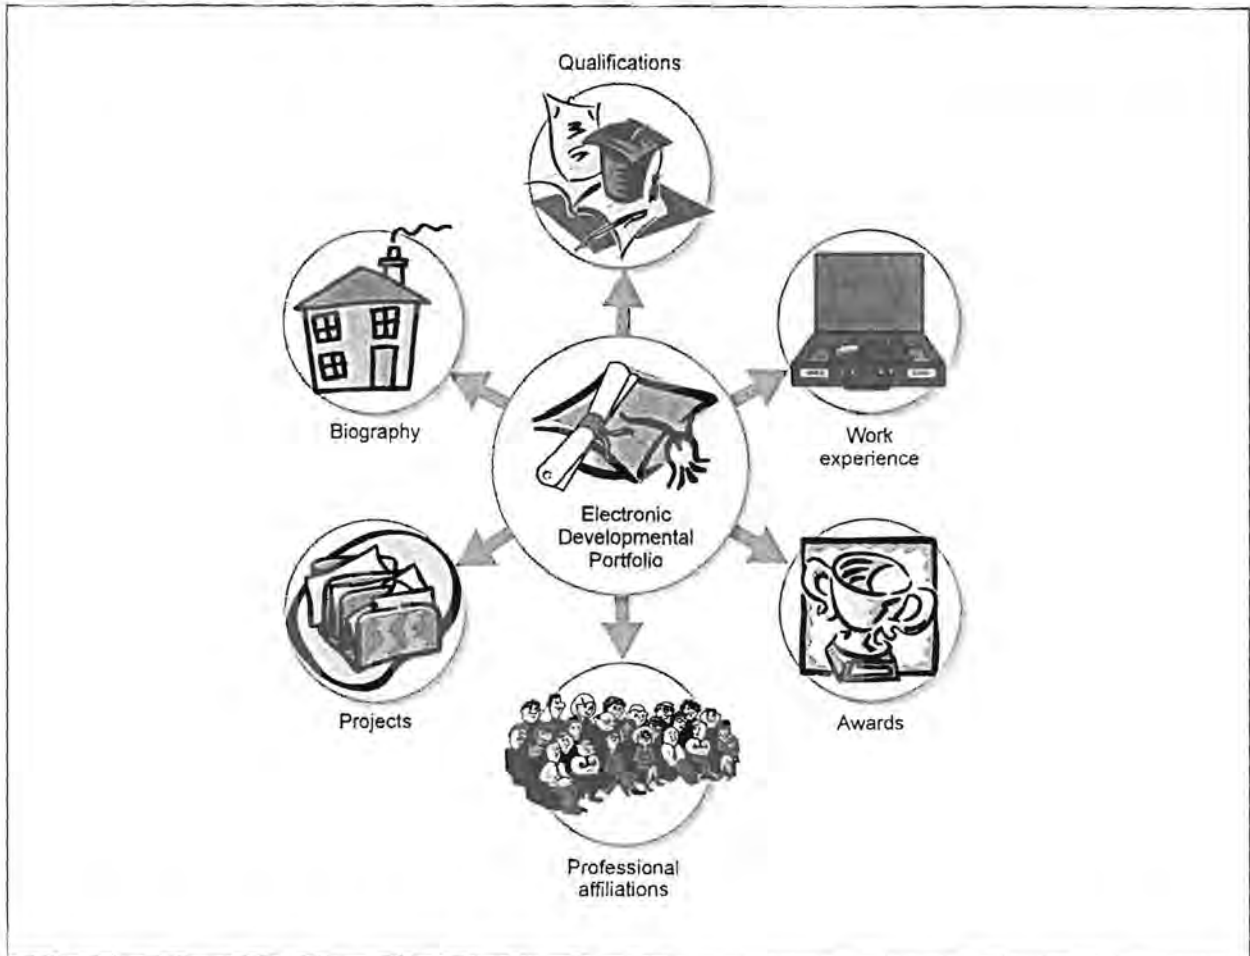 Qualifications
Biography
Work
experience
Electronic
Developmental
Portfolio
Projects
Awards
Professional
affiliations